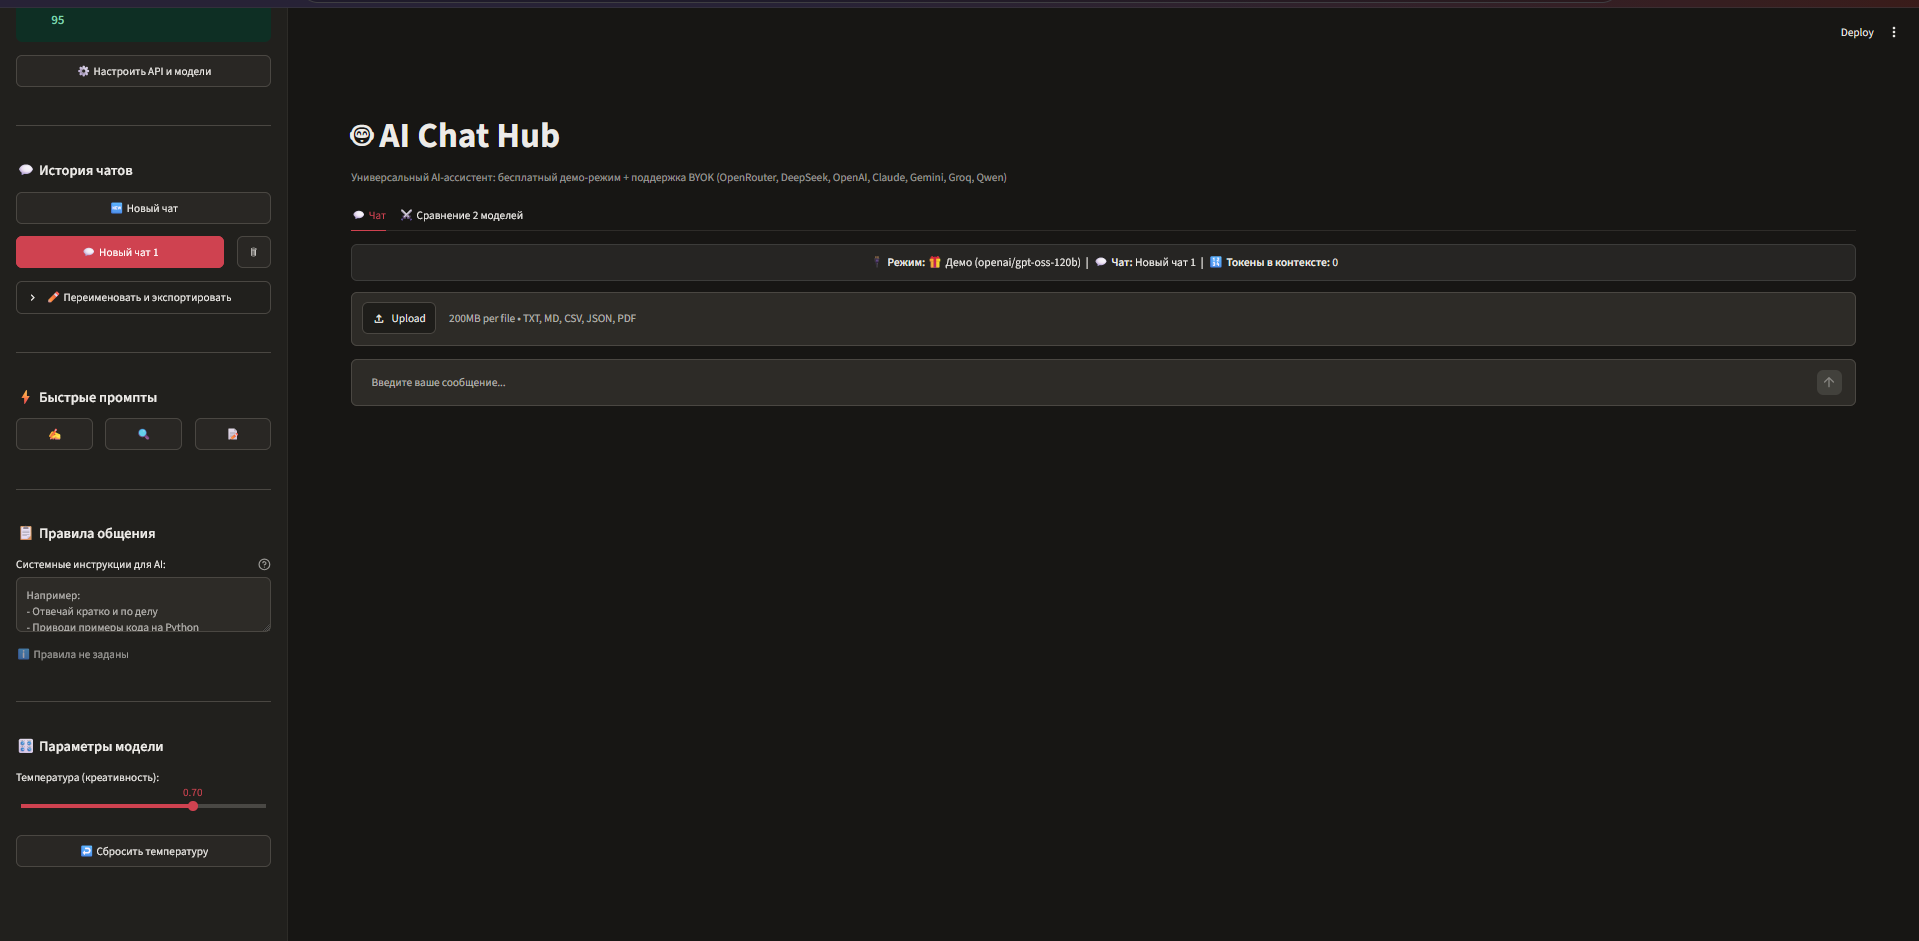 95
Настроить API и модели
История чатов
Новый чат
Новый чат 1
Переименовать и экспортировать
Быстрые промпты
Правила общения
Системные инструкции для AI:
Например:
- Отвечай кратко и по делу
- Приводи примеры кода на Python
Правила не заданы
Параметры модели
Температура (креативность):
0.70
Сбросить температуру
Deploy
AI Chat Hub
Универсальный AI-ассистент: бесплатный демо-режим + поддержка BYOK (OpenRouter, DeepSeek, OpenAI, Claude, Gemini, Groq, Qwen)
Чат
Сравнение 2 моделей
Режим: Демо (openai/gpt-oss-120b) | Чат: Новый чат 1 | Токены в контексте: 0
Upload
200MB per file • TXT, MD, CSV, JSON, PDF
Введите ваше сообщение...